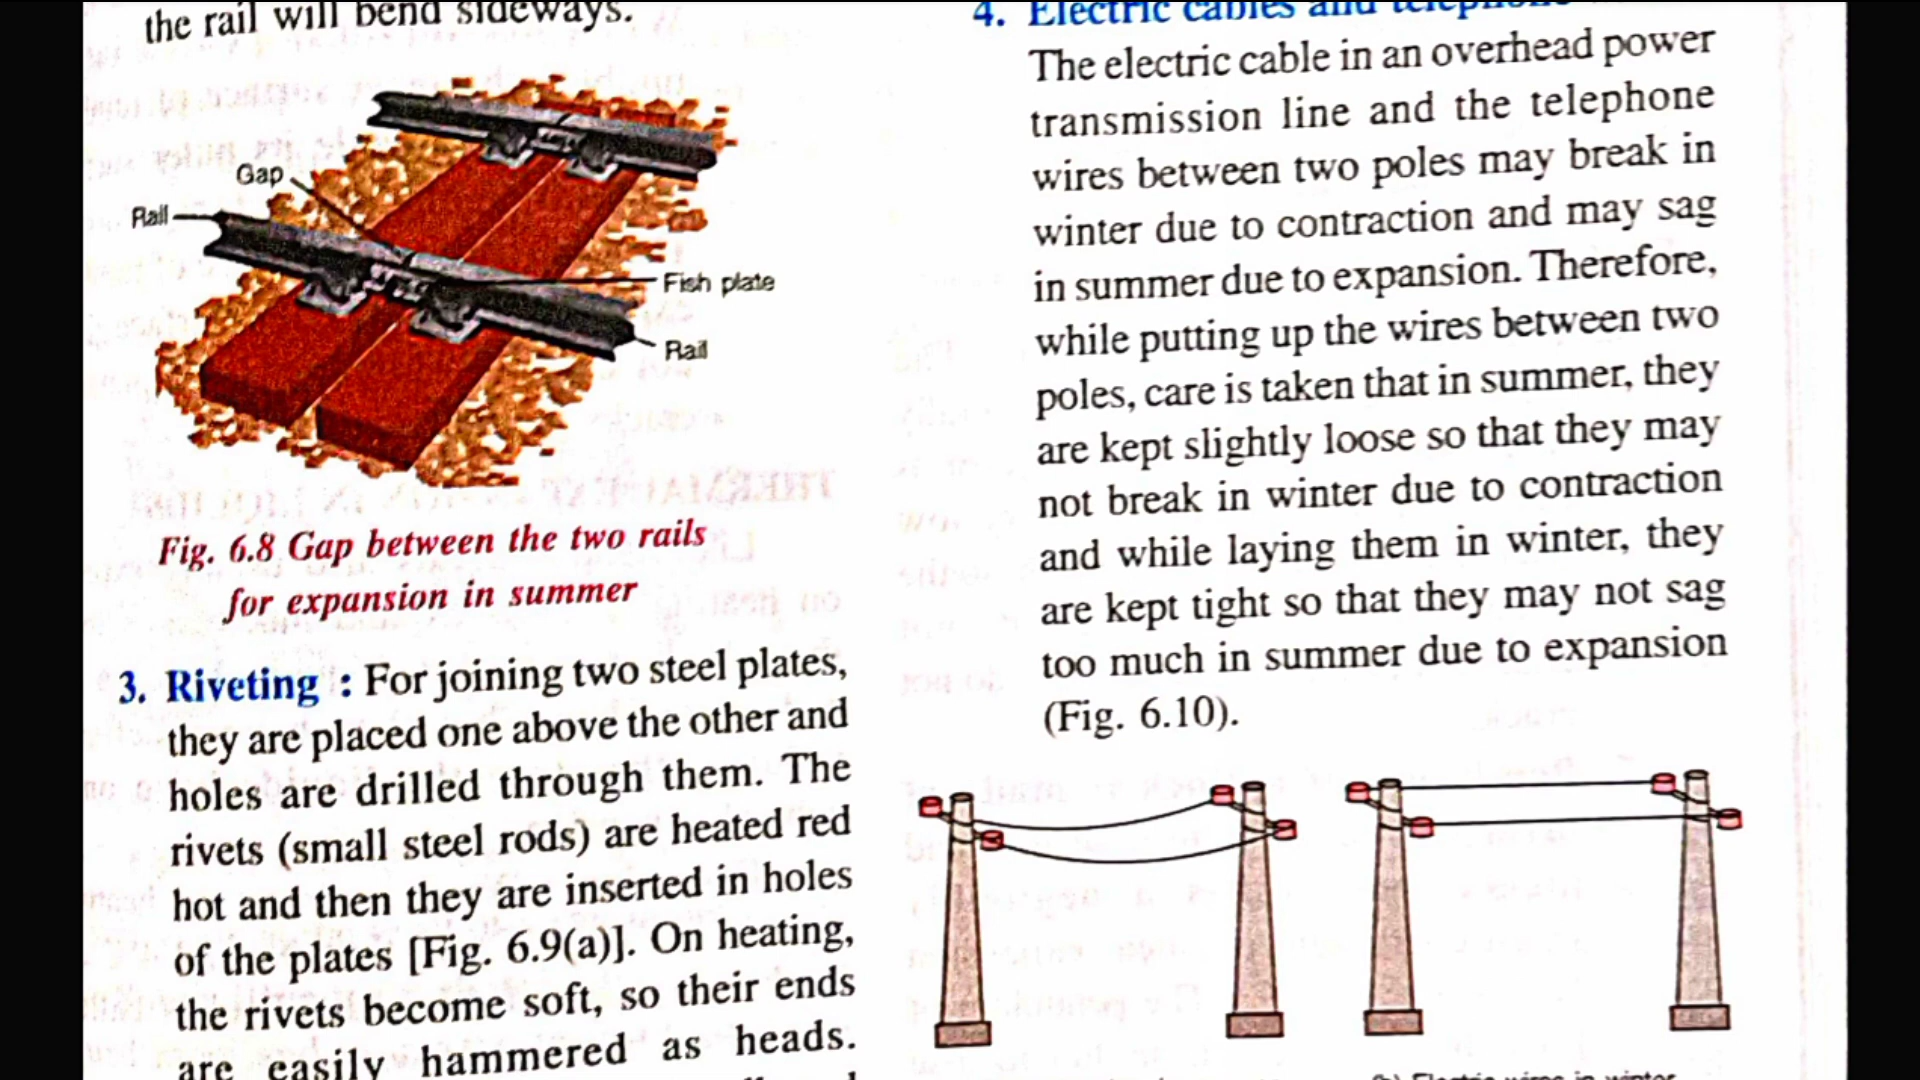 the rail will bend sideways.
Gap
Rail
Fish plate
Rail
Fig. 6.8 Gap between the two rails
for expansion in summer
3. Riveting : For joining two steel plates,
they are placed one above the other and
holes are drilled through them. The
rivets (small steel rods) are heated red
hot and then they are inserted in holes
of the plates [Fig. 6.9(a)]. On heating,
the rivets become soft, so their ends
are easily hammered as heads.
4. Electric cables and telephone
The electric cable in an overhead power
transmission line and the telephone
wires between two poles may break in
winter due to contraction and may sag
in summer due to expansion. Therefore,
while putting up the wires between two
poles, care is taken that in summer, they
are kept slightly loose so that they may
not break in winter due to contraction
and while laying them in winter, they
are kept tight so that they may not sag
too much in summer due to expansion
(Fig. 6.10).
(b) Electric wires in winter